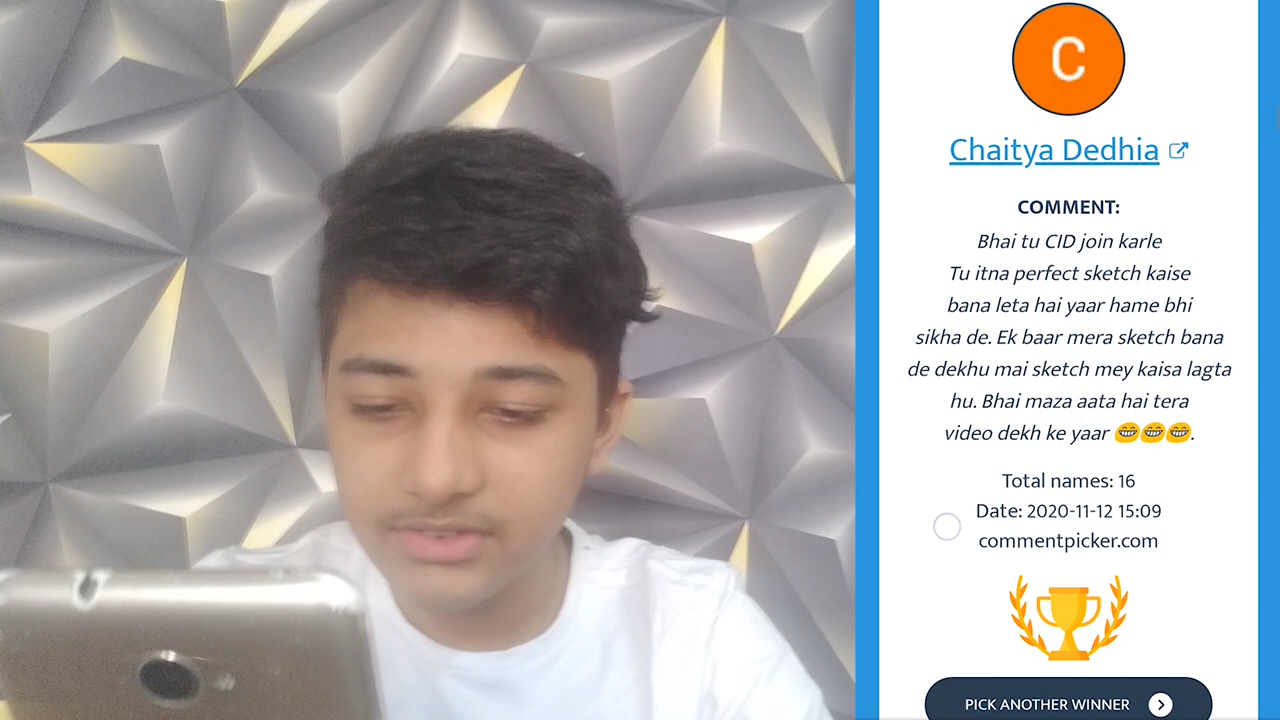 C
Chaitya Dedhia
COMMENT:
Bhai tu CID join karle
Tu itna perfect sketch kaise
bana leta hai yaar hame bhi
sikha de. Ek baar mera sketch bana
de dekhu mai sketch mey kaisa lagta
hu. Bhai maza aata hai tera
video dekh ke yaar 😁😁😁.
Total names: 16
Date: 2020-11-12 15:09
commentpicker.com
PICK ANOTHER WINNER